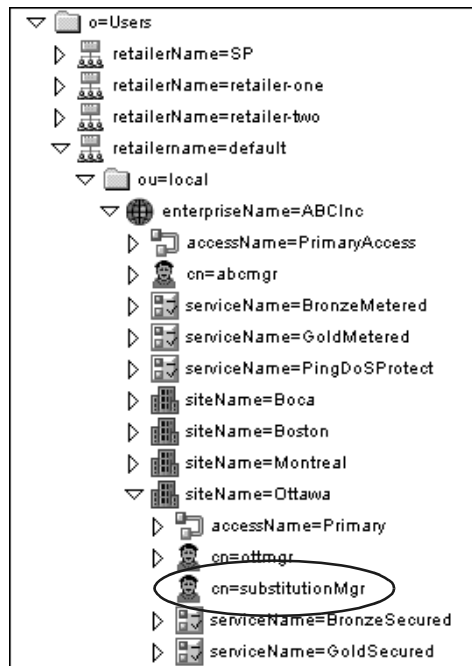 o=Users
retailerName=SP
retailerName=retailer-one
retailerName=retailer-two
retailername=default
ou=local
enterpriseName=ABCInc
accessName=PrimaryAccess
cn=abcmgr
serviceName=BronzeMetered
serviceName=GoldMetered
serviceName=PingDoSProtect
siteName=Boca
siteName=Boston
siteName=Montreal
siteName=Ottawa
accessName=Primary
cn=ottmgr
cn=substitutionMgr
serviceName=BronzeSecured
serviceName=GoldSecured